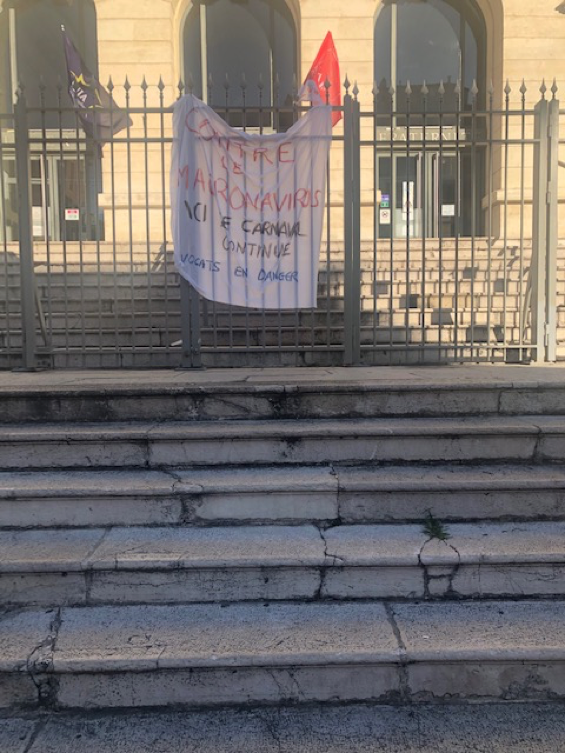 CONTRE
LE
MACRONAVIRUS
ICI LE CARNAVAL
CONTINUE
AVOCATS EN DANGER